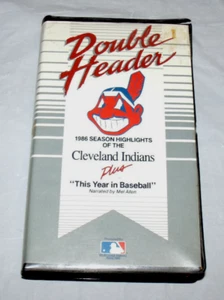 Double
Header
1986 SEASON HIGHLIGHTS
OF THE
Cleveland Indians
plus
"This Year in Baseball"
Narrated by Mel Allen